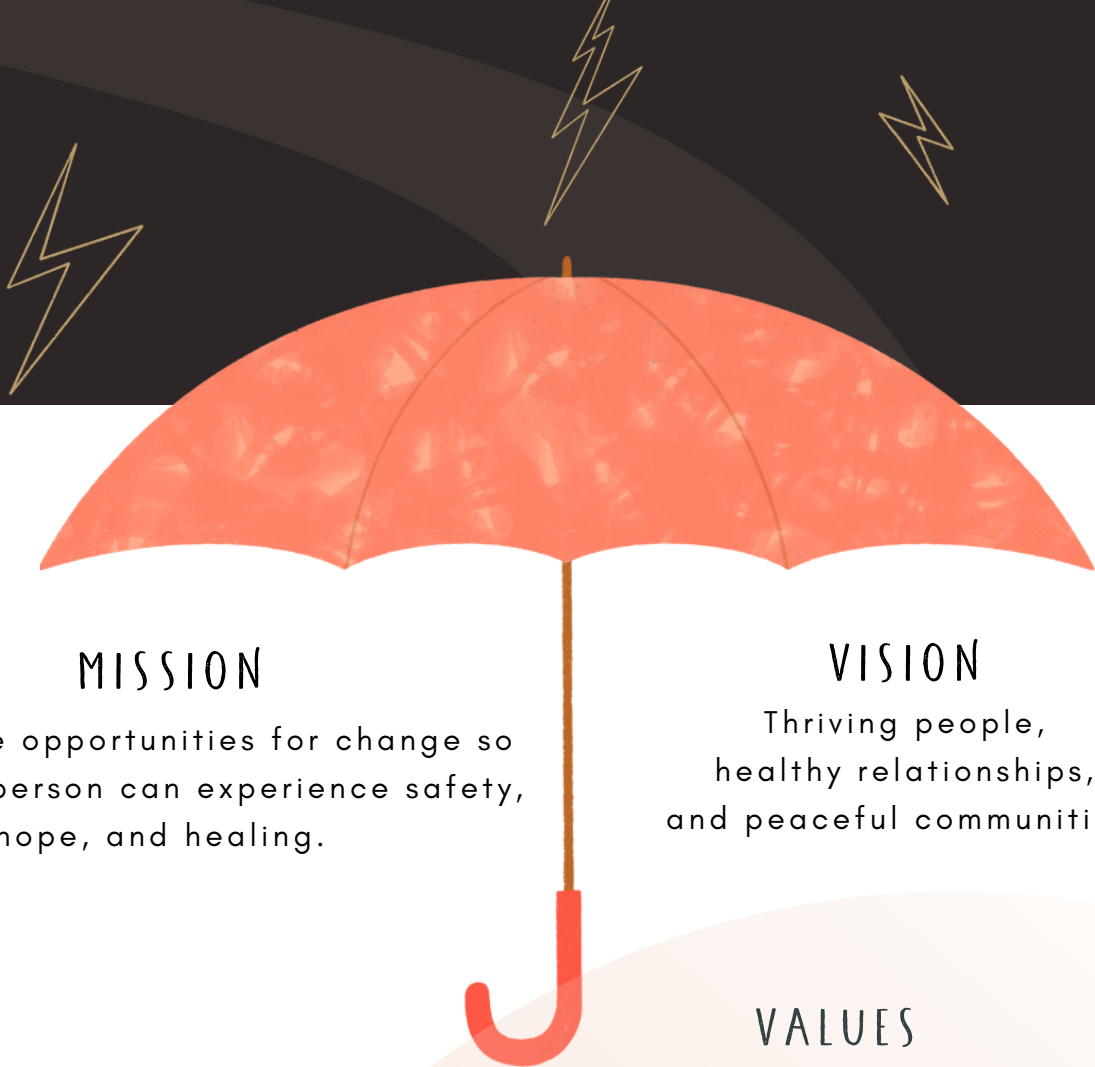 MISSION
opportunities for change so
person can experience safety,
hope, and healing.
VISION
Thriving people,
healthy relationships,
and peaceful
VALUES